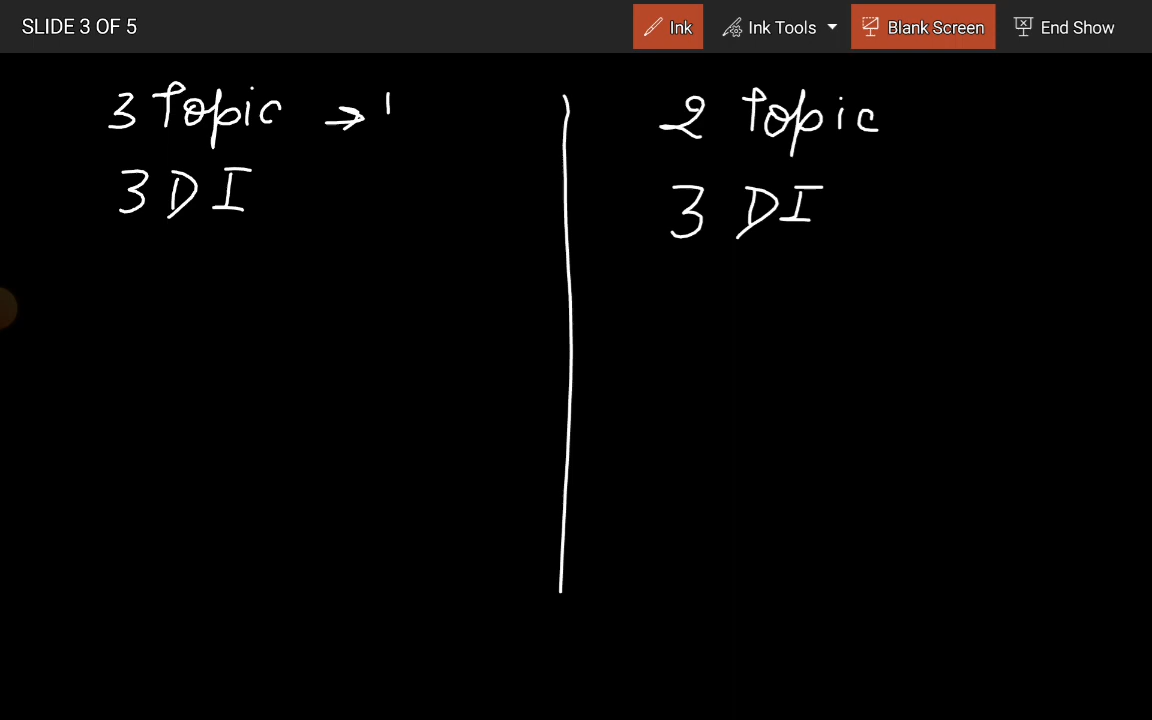 SLIDE 3 OF 5
Ink
Ink Tools
Blank Screen
End Show
3 Topic →
3 DI
2 Topic
3 DI